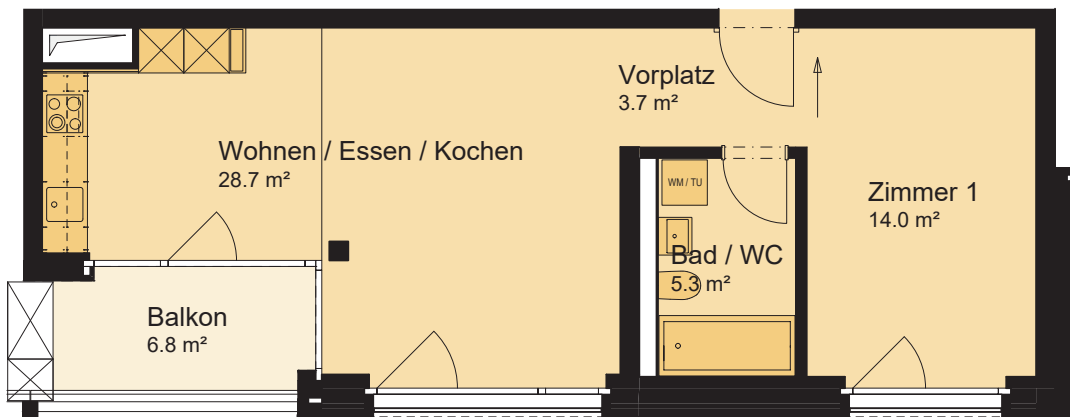 Vorplatz
3.7 m²
Wohnen / Essen / Kochen
28.7 m²
WM / TU
Zimmer 1
14.0 m²
Bad / WC
5.3 m²
Balkon
6.8 m²